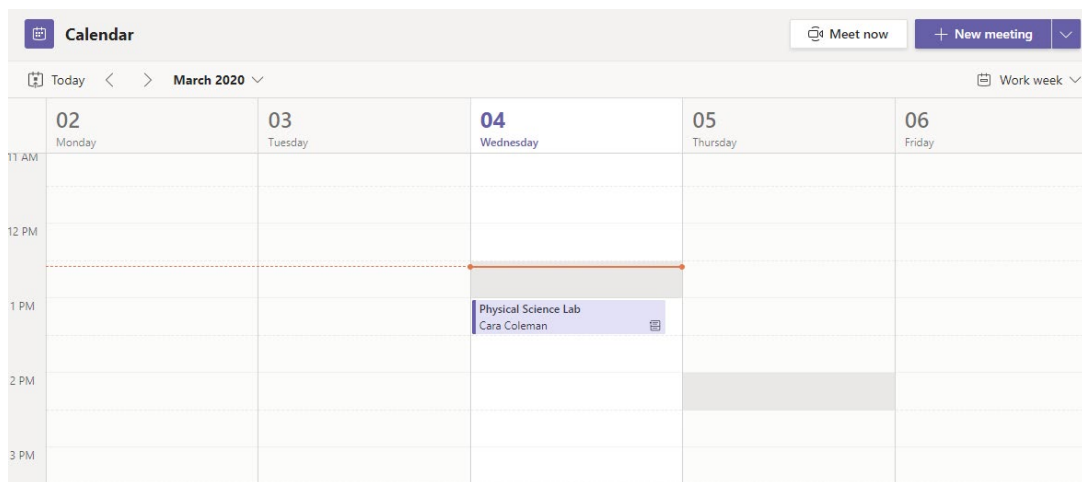 Calendar
Meet now
+ New meeting
Today
March 2020
Work week
02
Monday
03
Tuesday
04
Wednesday
05
Thursday
06
Friday
11 AM
12 PM
1 PM
Physical Science Lab
Cara Coleman
2 PM
3 PM